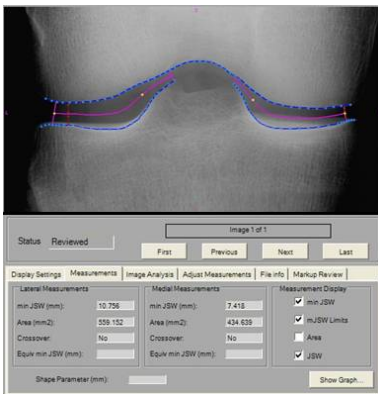 Image 1 of 1
Status Reviewed
First Previous Next Last
Display Settings Measurements Image Analysis Adjust Measurements File info Markup Review
Lateral Measurements Medial Measurements Measurement Display
min JSW (mm): 10.756 min JSW (mm): 7.418 min JSW
Area (mm2): 559.152 Area (mm2): 434.639 mJSW Limits
Crossover: No Crossover: No Area
Equiv min JSW (mm): Equiv min JSW (mm): JSW
Shape Parameter (mm): Show Graph...